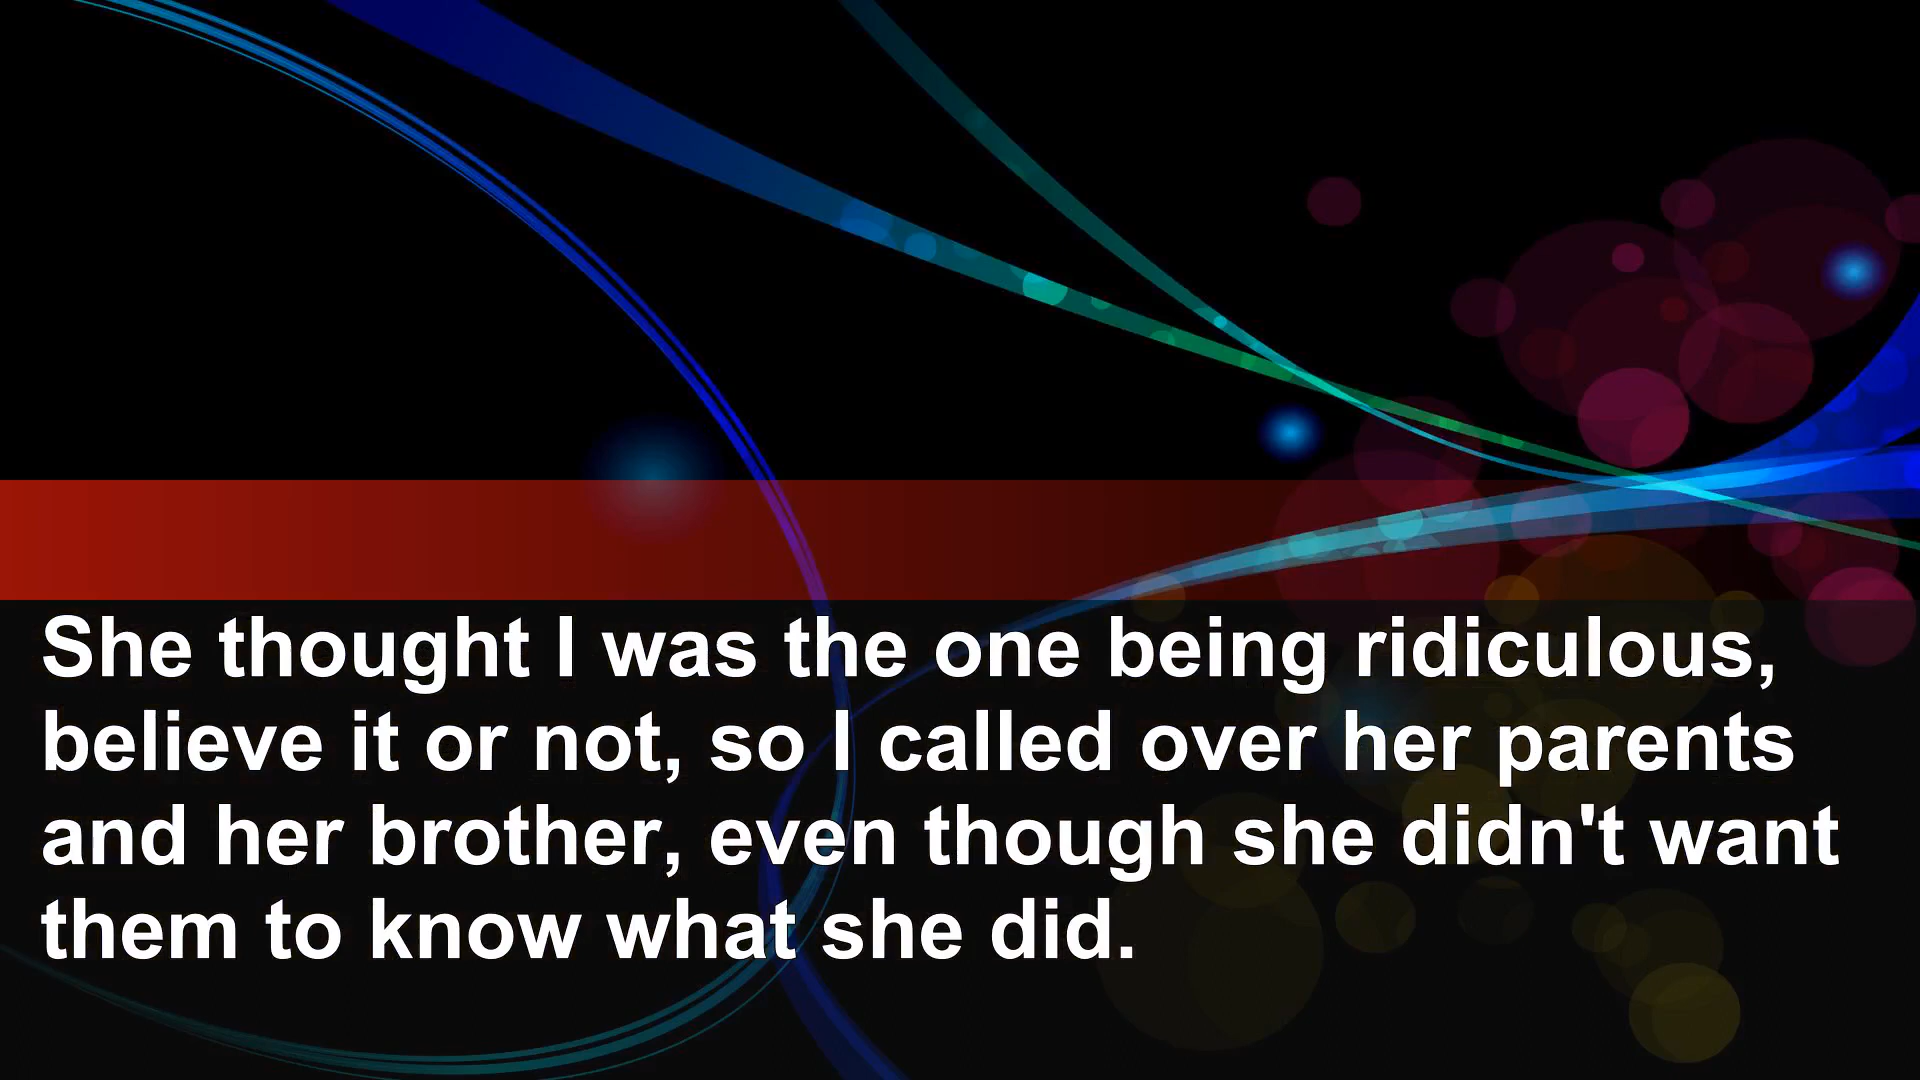 She thought I was the one being ridiculous,
believe it or not, so I called over her parents
and her brother, even though she didn't want
them to know what she did.